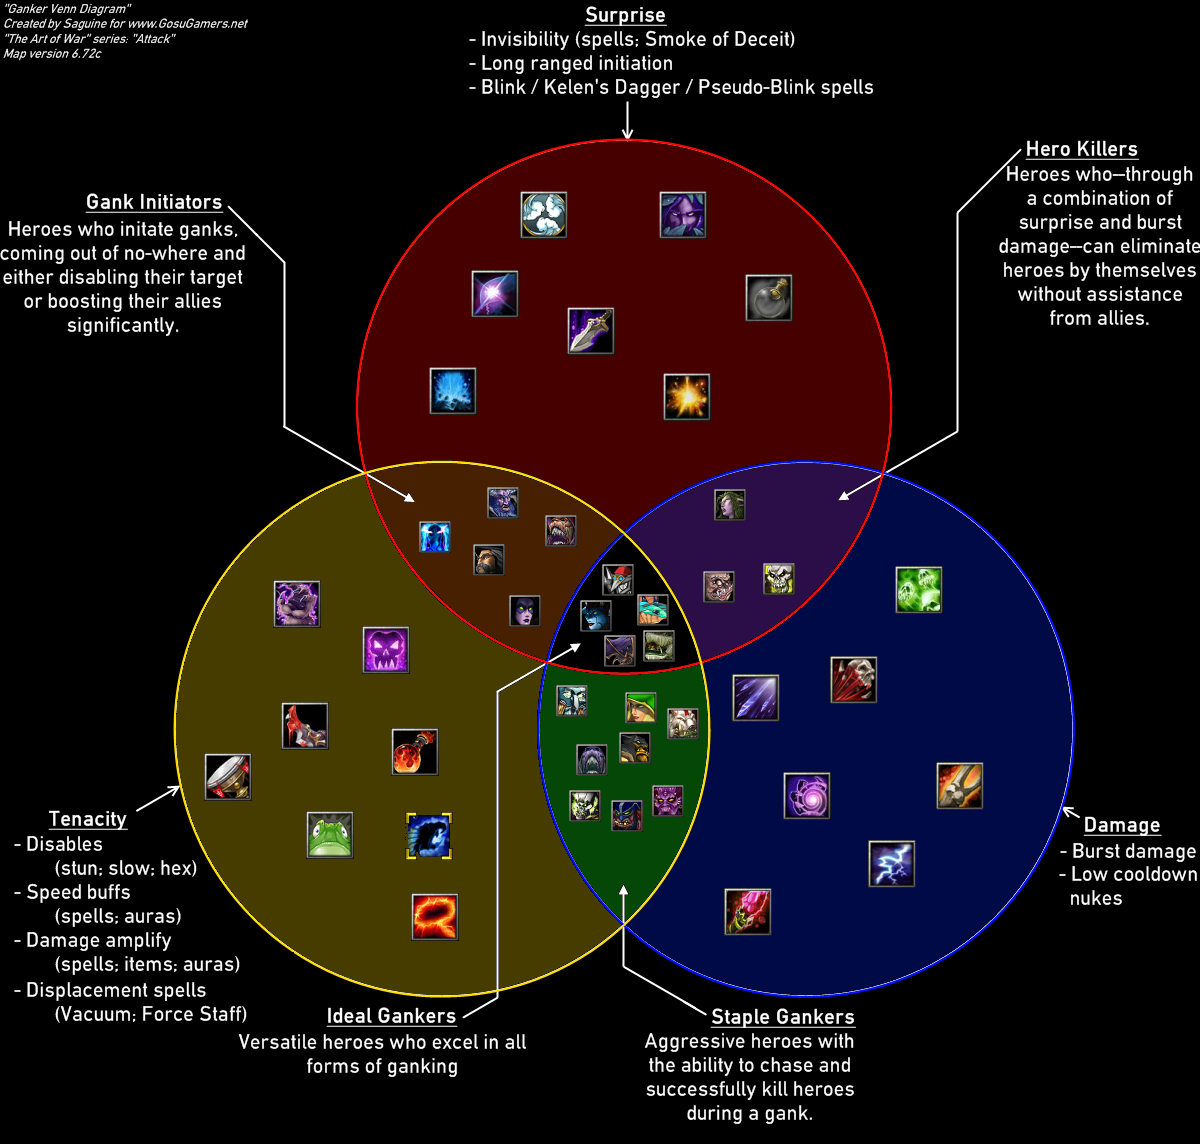 "Ganker Venn Diagram"
Created by Saguine for www.GosuGamers.net
"The Art of War" series: "Attack"
Map version 6.72c
Surprise
- Invisibility (spells; Smoke of Deceit)
- Long ranged initiation
- Blink / Kelen's Dagger / Pseudo-Blink spells
Gank Initiators
Heroes who initate ganks,
coming out of no-where and
either disabling their target
or boosting their allies
significantly.
Hero Killers
Heroes who--through
a combination of
surprise and burst
damage--can eliminate
heroes by themselves
without assistance
from allies.
Tenacity
- Disables
(stun; slow; hex)
- Speed buffs
(spells; auras)
- Damage amplify
(spells; items; auras)
- Displacement spells
(Vacuum; Force Staff)
Damage
- Burst damage
- Low cooldown
nukes
Ideal Gankers
Versatile heroes who excel in all
forms of ganking
Staple Gankers
Aggressive heroes with
the ability to chase and
successfully kill heroes
during a gank.